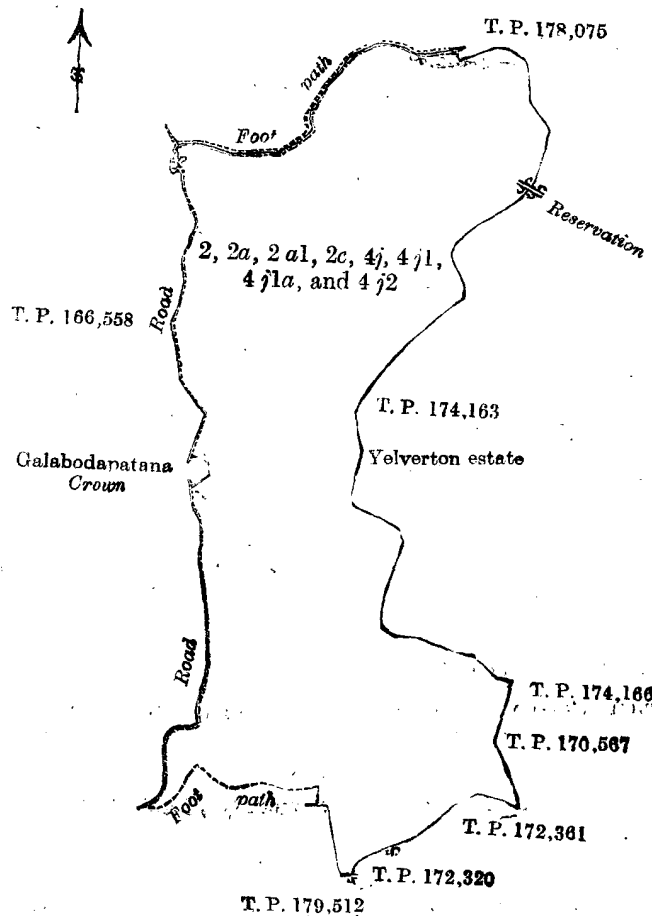 T. P. 178,075
path
Foot
Reservation
2, 2a, 2 a1, 2c, 4j, 4 j1,
4 j1a, and 4 j2
Road
T. P. 166,558
T. P. 174,163
Galabodapatana
Crown
Yelverton estate
Road
T. P. 174,166
T. P. 170,567
Foot
path
T. P. 172,361
T. P. 172,320
T. P. 179,512